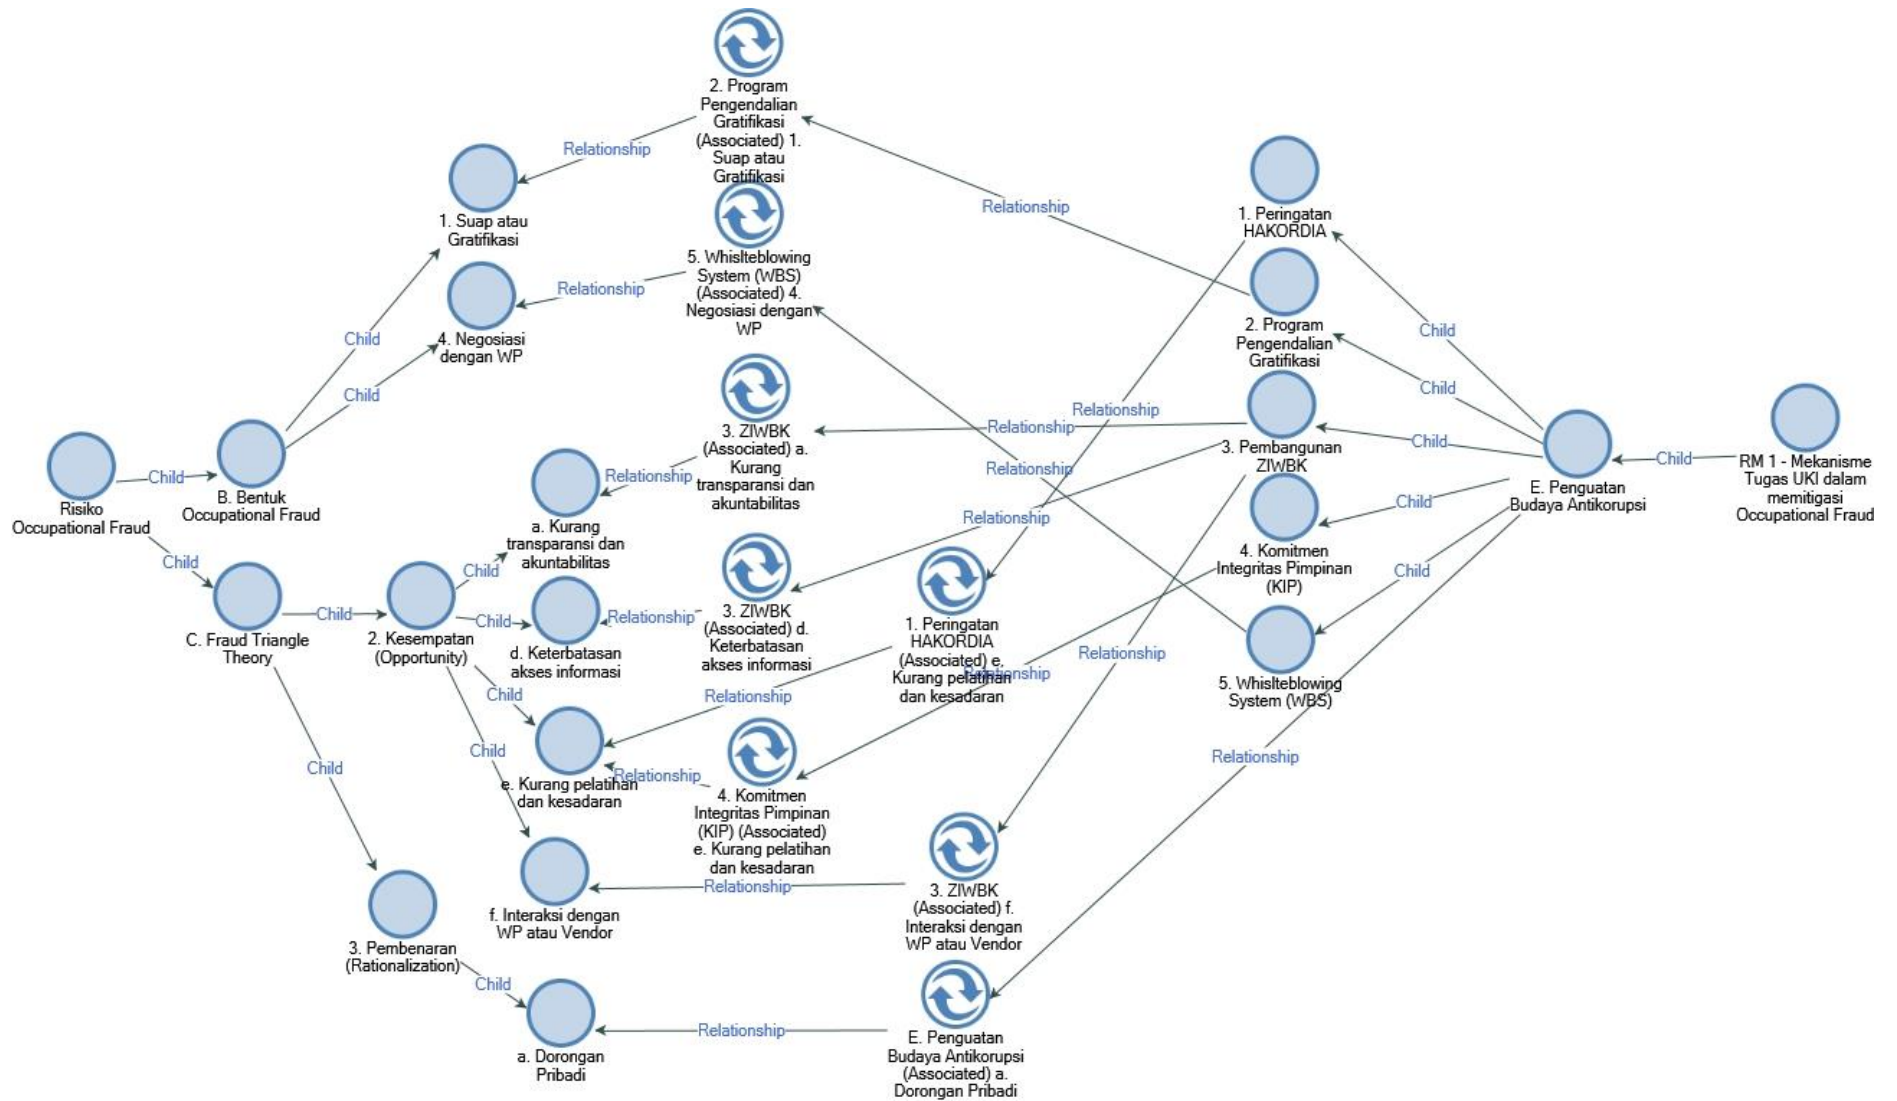 2. Program
Pengendalian
Gratifikasi
(Associated) 1.
Suap atau
Gratifikasi
Relationship
1. Suap atau
Gratifikasi
5. Whislteblowing
System (WBS)
(Associated) 4.
Negosiasi dengan
WP
Relationship
4. Negosiasi
dengan WP
Child
Child
Relationship
1. Peringatan
HAKORDIA
2. Program
Pengendalian
Gratifikasi
Child
Child
Relationship
Relationship
3. Pembangunan
ZIWBK
Child
Child
RM 1 - Mekanisme
Tugas UKI dalam
memitigasi
Occupational Fraud
E. Penguatan
Budaya Antikorupsi
Risiko
Occupational Fraud
Child
B. Bentuk
Occupational Fraud
3. ZIWBK
(Associated) a.
Kurang
transparansi dan
akuntabilitas
Relationship
a. Kurang
transparansi dan
akuntabilitas
Relationship
Relationship
Child
4. Komitmen
Integritas Pimpinan
(KIP)
Child
Child
C. Fraud Triangle
Theory
Child
2. Kesempatan
(Opportunity)
Child
Child
d. Keterbatasan
akses informasi
Relationship
3. ZIWBK
(Associated) d.
Keterbatasan
akses informasi
1. Peringatan
HAKORDIA
(Associated) e.
Kurang pelatihan
dan kesadaran
Relationship
Relationship
5. Whislteblowing
System (WBS)
Child
Relationship
Child
Child
e. Kurang pelatihan
dan kesadaran
Relationship
4. Komitmen
Integritas Pimpinan
(KIP) (Associated)
e. Kurang pelatihan
dan kesadaran
Relationship
f. Interaksi dengan
WP atau Vendor
Relationship
3. ZIWBK
(Associated) f.
Interaksi dengan
WP atau Vendor
3. Pembenaran
(Rationalization)
Child
Child
a. Dorongan
Pribadi
Relationship
E. Penguatan
Budaya Antikorupsi
(Associated) a.
Dorongan Pribadi